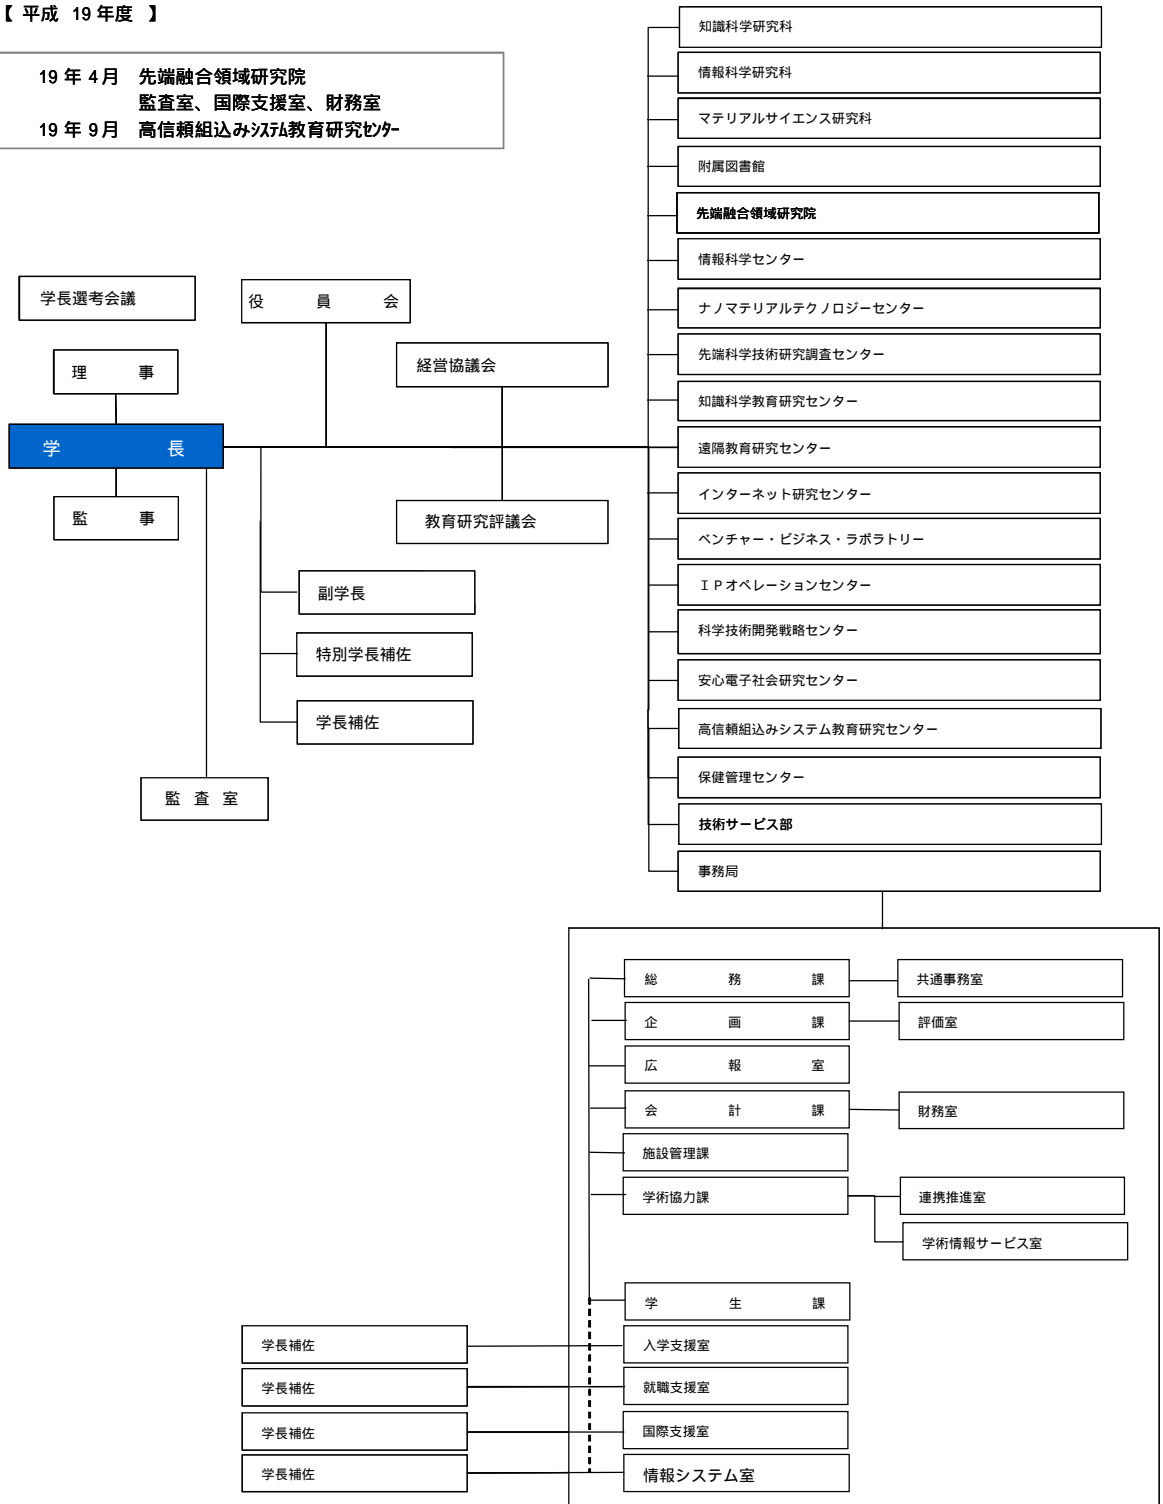 【 平成 19 年度 】
19 年 4月 先端融合領域研究院
監査室、国際支援室、財務室
19 年 9月 高信頼組込みｼｽﾃﾑ教育研究ｾﾝﾀｰ
知識科学研究科
情報科学研究科
マテリアルサイエンス研究科
附属図書館
先端融合領域研究院
情報科学センター
ナノマテリアルテクノロジーセンター
先端科学技術研究調査センター
知識科学教育研究センター
遠隔教育研究センター
インターネット研究センター
ベンチャー・ビジネス・ラボラトリー
ＩＰオペレーションセンター
科学技術開発戦略センター
安心電子社会研究センター
高信頼組込みシステム教育研究センター
保健管理センター
技術サービス部
事務局
学長選考会議
役 員 会
理 事
経営協議会
学 長
監 事
教育研究評議会
副学長
特別学長補佐
学長補佐
監 査 室
総 務 課
共通事務室
企 画 課
評価室
広 報 室
会 計 課
財務室
施設管理課
学術協力課
連携推進室
学術情報サービス室
学 生 課
学長補佐
入学支援室
学長補佐
就職支援室
学長補佐
国際支援室
学長補佐
情報システム室